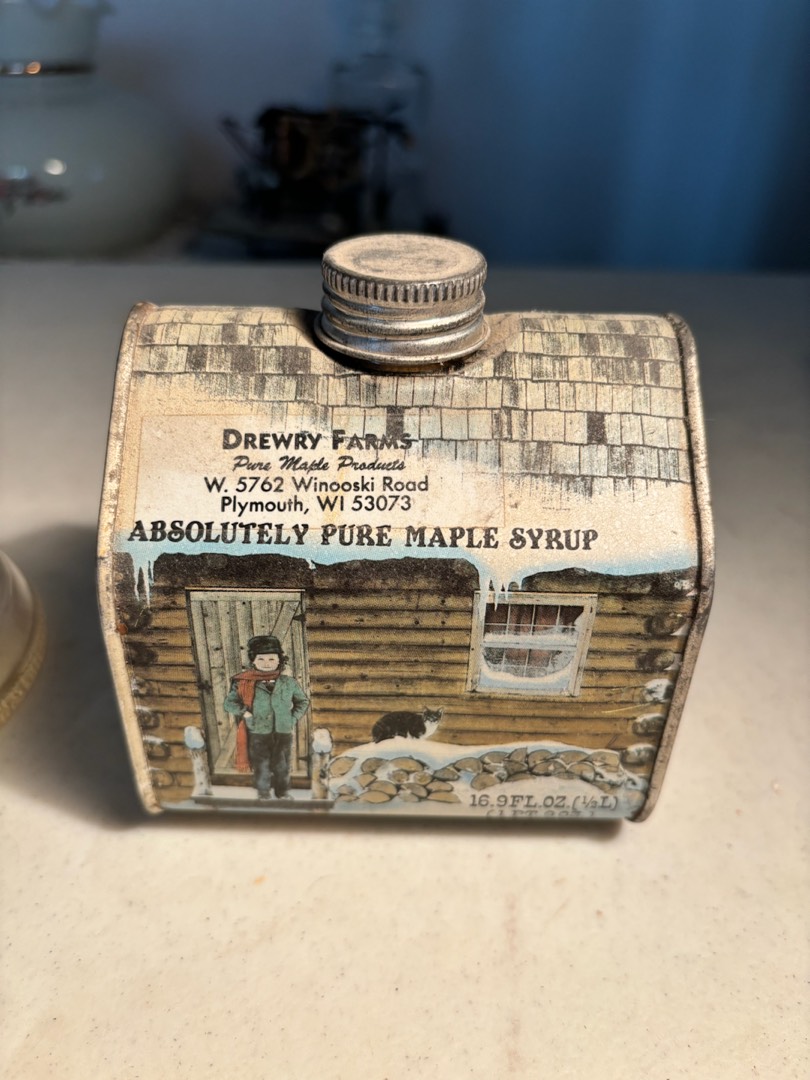 DREWRY FARMS
Pure Maple Products
W. 5762 Winooski Road
Plymouth, WI 53073
ABSOLUTELY PURE MAPLE SYRUP
16.9 FL. OZ. (½ L)